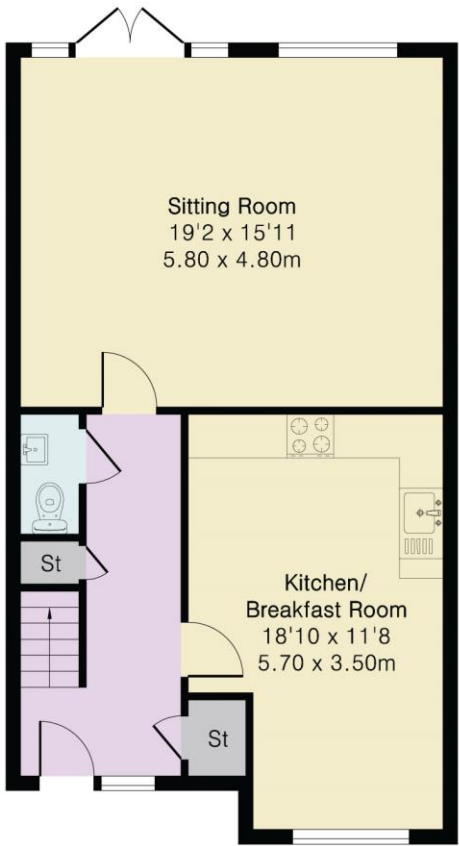 Sitting Room
19'2 x 15'11
5.80 x 4.80m
St
Kitchen/
Breakfast Room
18'10 x 11'8
5.70 x 3.50m
St